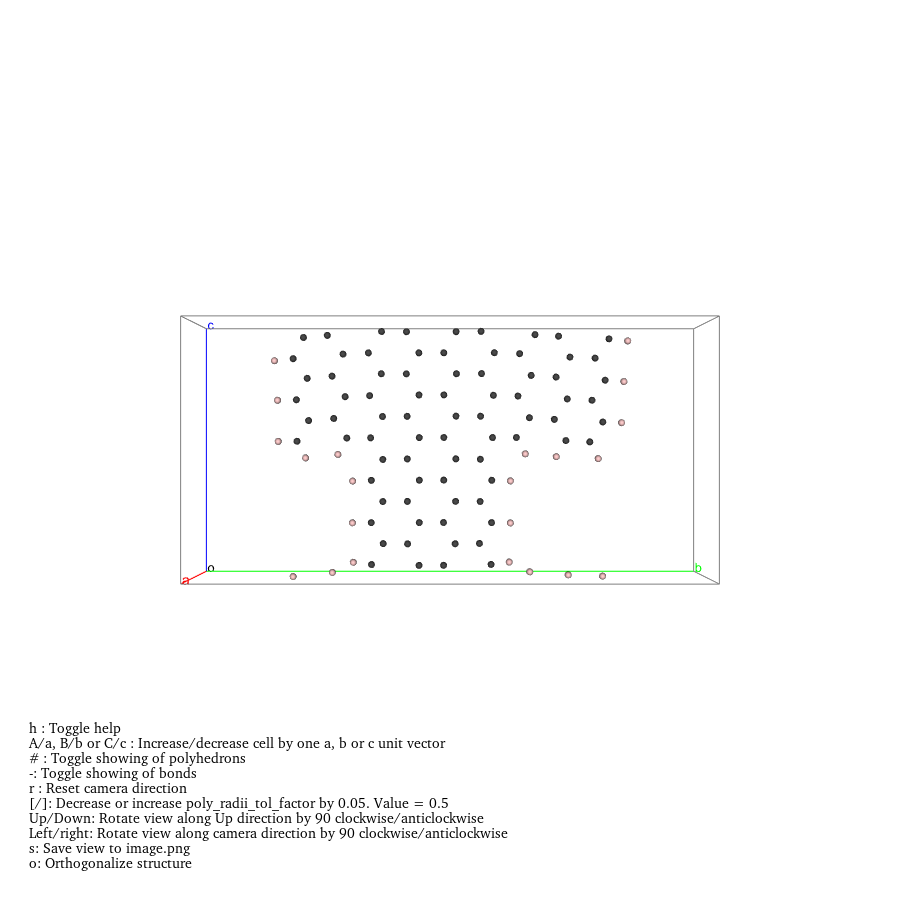 c
o
a
b
h : Toggle help
A/a, B/b or C/c : Increase/decrease cell by one a, b or c unit vector
# : Toggle showing of polyhedrons
-: Toggle showing of bonds
r : Reset camera direction
[/]: Decrease or increase poly_radii_tol_factor by 0.05. Value = 0.5
Up/Down: Rotate view along Up direction by 90 clockwise/anticlockwise
Left/right: Rotate view along camera direction by 90 clockwise/anticlockwise
s: Save view to image.png
o: Orthogonalize structure